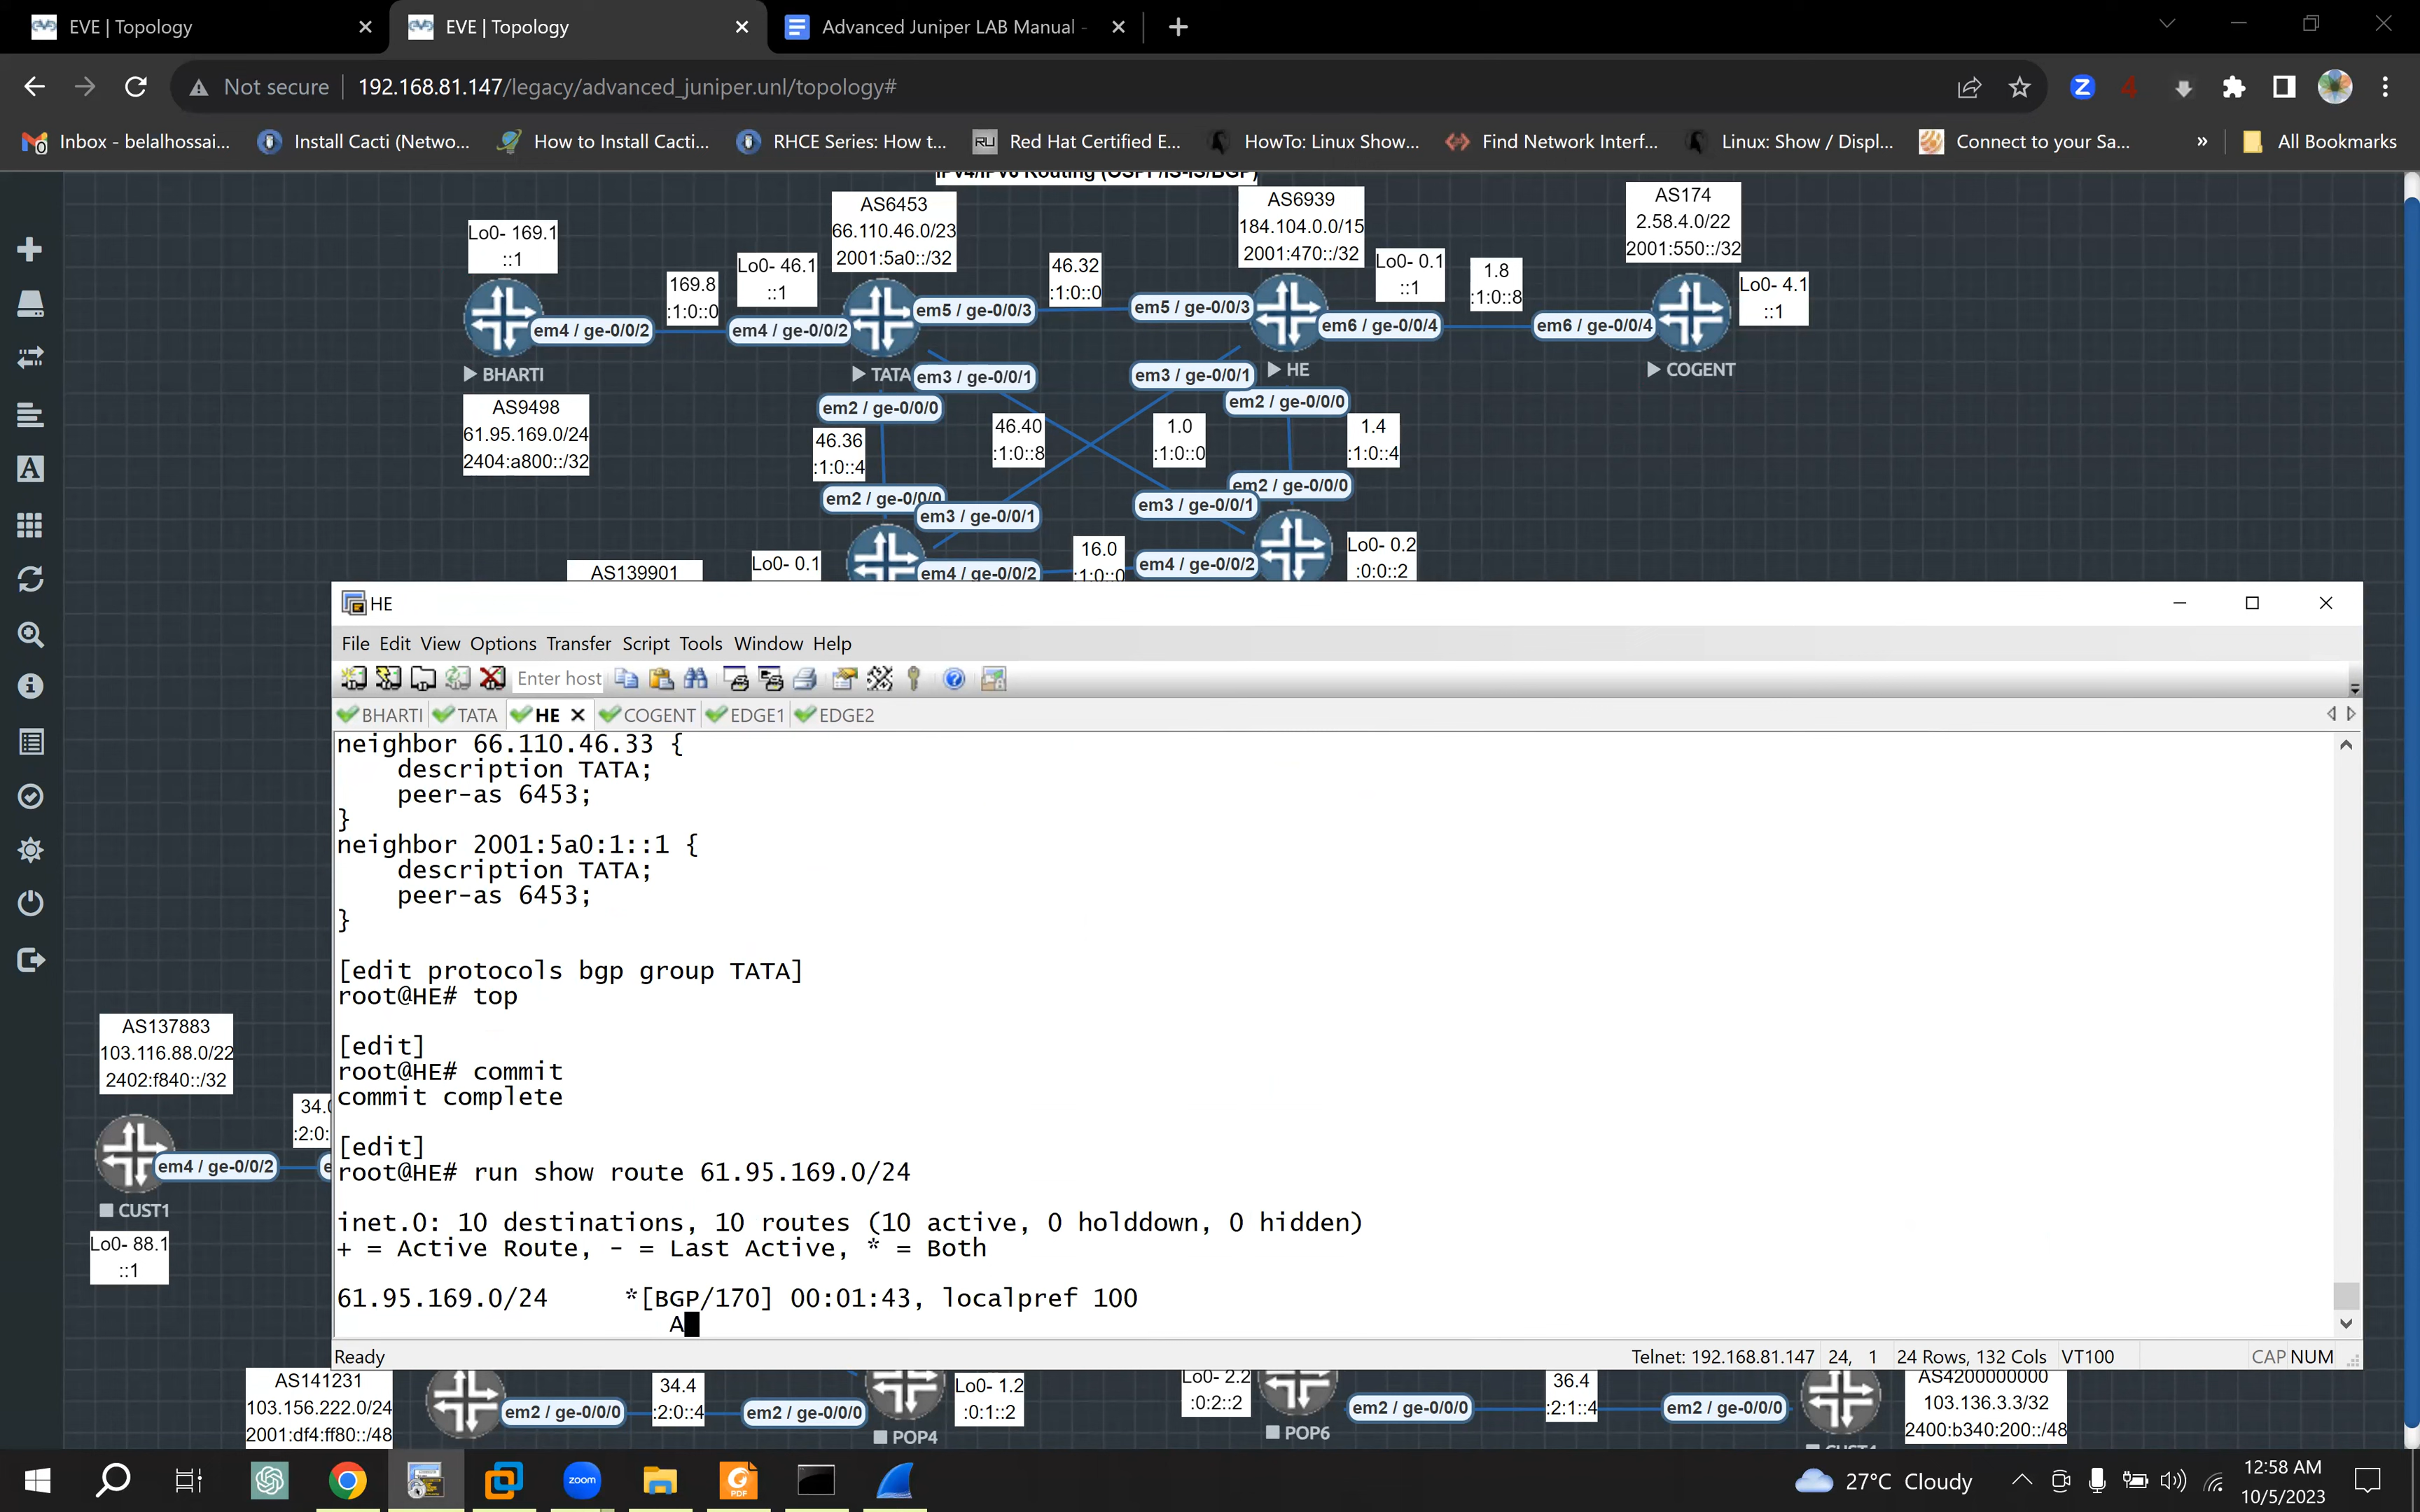 EVE | Topology
EVE | Topology
Advanced Juniper LAB Manual -
Not secure
192.168.81.147/legacy/advanced_juniper.unl/topology#
Inbox - belalhossai...
Install Cacti (Netwo...
How to Install Cacti...
RHCE Series: How t...
Red Hat Certified E...
HowTo: Linux Show...
Find Network Interf...
Linux: Show / Displ...
Connect to your Sa...
»
All Bookmarks
IPv4/IPv6 Routing (OSPF/IS-IS/BGP)
Lo0- 169.1
::1
AS6453
66.110.46.0/23
2001:5a0::/32
AS6939
184.104.0.0/15
2001:470::/32
AS174
2.58.4.0/22
2001:550::/32
169.8
:1:0::0
Lo0- 46.1
::1
46.32
:1:0::0
Lo0- 0.1
::1
1.8
:1:0::8
Lo0- 4.1
::1
em4 / ge-0/0/2
em4 / ge-0/0/2
em5 / ge-0/0/3
em5 / ge-0/0/3
em6 / ge-0/0/4
em6 / ge-0/0/4
BHARTI
TATA
HE
COGENT
em3 / ge-0/0/1
em3 / ge-0/0/1
em2 / ge-0/0/0
em2 / ge-0/0/0
AS9498
61.95.169.0/24
2404:a800::/32
46.36
:1:0::4
46.40
:1:0::8
1.0
:1:0::0
1.4
:1:0::4
em2 / ge-0/0/0
em3 / ge-0/0/1
em2 / ge-0/0/0
em3 / ge-0/0/1
AS139901
Lo0- 0.1
em4 / ge-0/0/2
16.0
:1:0::0
em4 / ge-0/0/2
Lo0- 0.2
:0:0::2
HE
File Edit View Options Transfer Script Tools Window Help
Enter host
BHARTI
TATA
HE
COGENT
EDGE1
EDGE2
neighbor 66.110.46.33 {
description TATA;
peer-as 6453;
}
neighbor 2001:5a0:1::1 {
description TATA;
peer-as 6453;
}
[edit protocols bgp group TATA]
root@HE# top
[edit]
root@HE# commit
commit complete
[edit]
root@HE# run show route 61.95.169.0/24
inet.0: 10 destinations, 10 routes (10 active, 0 holddown, 0 hidden)
+ = Active Route, - = Last Active, * = Both
61.95.169.0/24 *[BGP/170] 00:01:43, localpref 100
A
Ready
Telnet: 192.168.81.147
24, 1
24 Rows, 132 Cols
VT100
CAP NUM
AS137883
103.116.88.0/22
2402:f840::/32
34.0
:2:0:
em4 / ge-0/0/2
CUST1
Lo0- 88.1
::1
AS141231
103.156.222.0/24
2001:df4:ff80::/48
em2 / ge-0/0/0
34.4
:2:0::4
em2 / ge-0/0/0
Lo0- 1.2
:0:1::2
POP4
Lo0- 2.2
:0:2::2
POP6
em2 / ge-0/0/0
36.4
:2:1::4
em2 / ge-0/0/0
AS4200000000
103.136.3.3/32
2400:b340:200::/48
zoom
PDF
27°C Cloudy
12:58 AM
10/5/2023